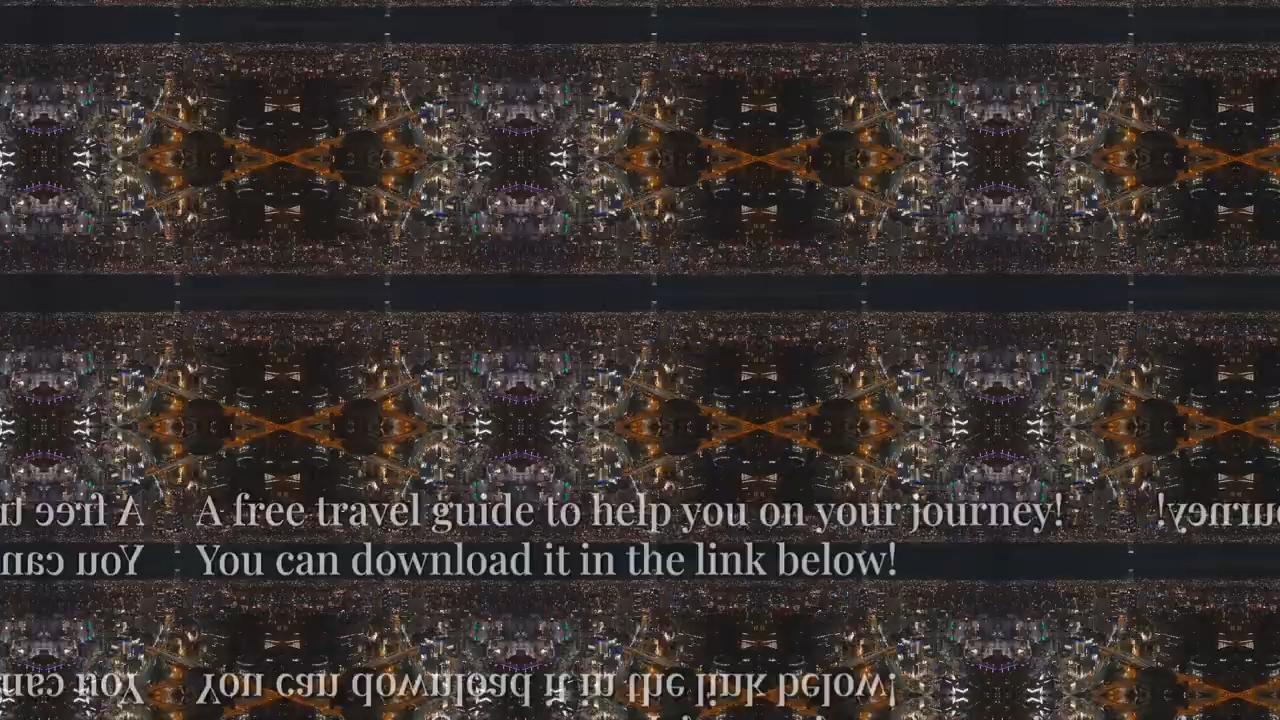 A free travel guide to help you on your journey!
You can download it in the link below!